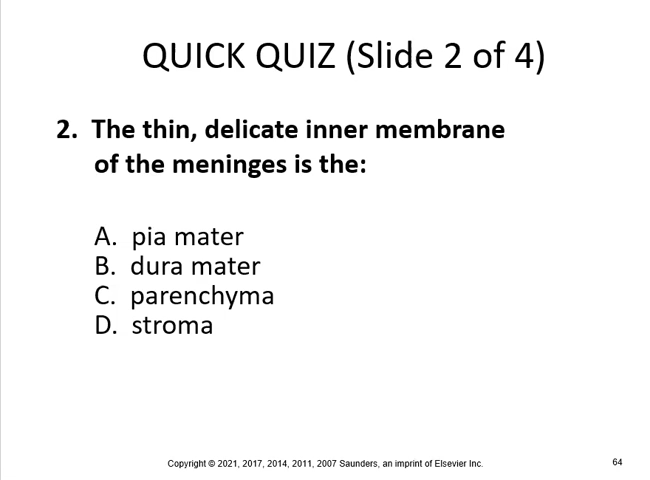 QUICK QUIZ (Slide 2 of 4)
2. The thin, delicate inner membrane
of the meninges is the:
A. pia mater
B. dura mater
C. parenchyma
D. stroma
Copyright © 2021, 2017, 2014, 2011, 2007 Saunders, an imprint of Elsevier Inc.
64